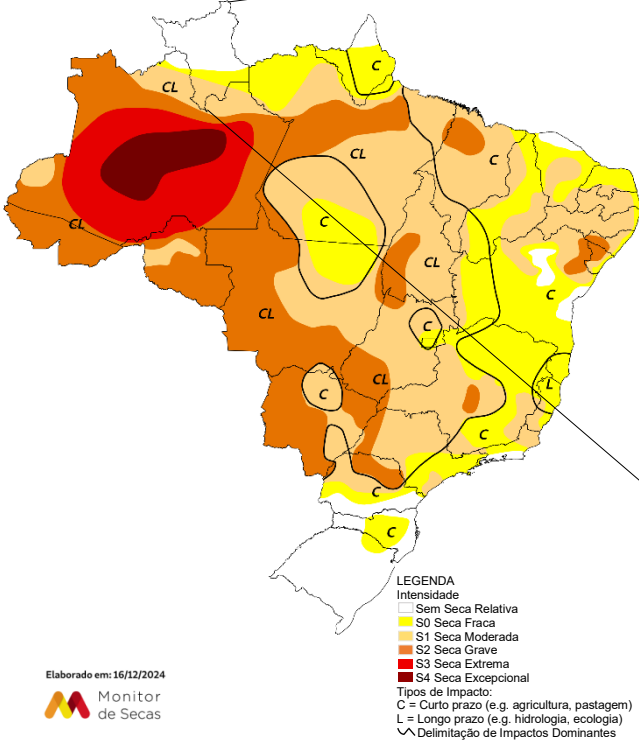 C
CL
CL
C
C
CL
CL
C
CL
C
CL
C
L
C
C
C
C
LEGENDA
Intensidade
Sem Seca Relativa
S0 Seca Fraca
S1 Seca Moderada
S2 Seca Grave
S3 Seca Extrema
S4 Seca Excepcional
Tipos de Impacto:
C = Curto prazo (e.g. agricultura, pastagem)
L = Longo prazo (e.g. hidrologia, ecologia)
Delimitação de Impactos Dominantes
Elaborado em: 16/12/2024
Monitor
de Secas